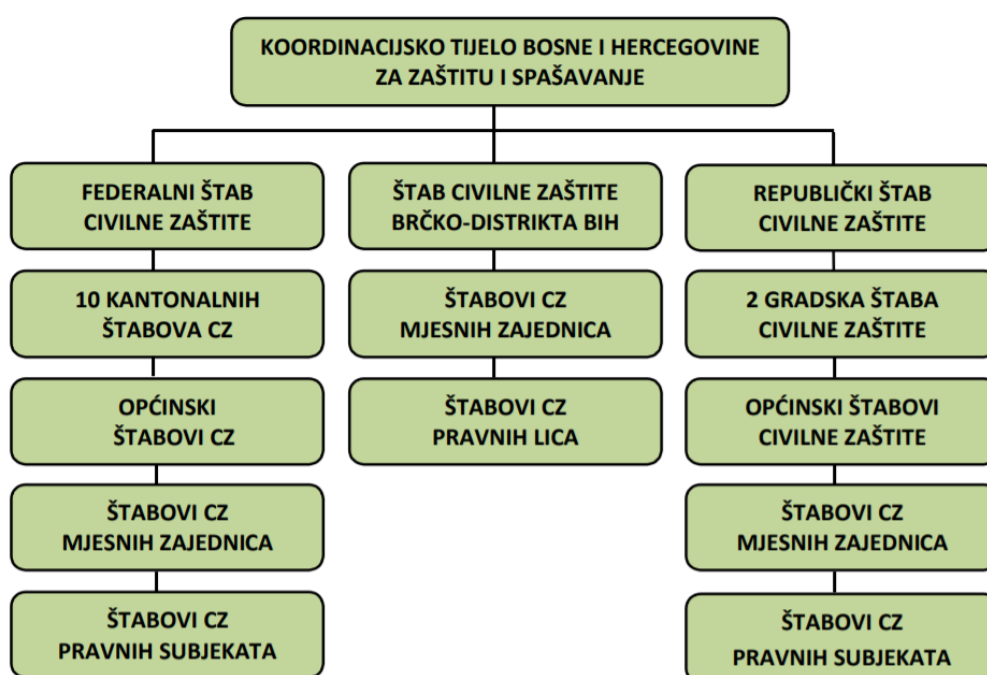 KOORDINACIJSKO TIJELO BOSNE I HERCEGOVINE
ZA ZAŠTITU I SPAŠAVANJE
FEDERALNI ŠTAB
CIVILNE ZAŠTITE
10 KANTONALNIH
ŠTABOVA CZ
OPĆINSKI
ŠTABOVI CZ
ŠTABOVI CZ
MJESNIH ZAJEDNICA
ŠTABOVI CZ
PRAVNIH SUBJEKATA
ŠTAB CIVILNE ZAŠTITE
BRČKO-DISTRIKTA BIH
ŠTABOVI CZ
MJESNIH ZAJEDNICA
ŠTABOVI CZ
PRAVNIH LICA
REPUBLIČKI ŠTAB
CIVILNE ZAŠTITE
2 GRADSKA ŠTABA
CIVILNE ZAŠTITE
OPĆINSKI ŠTABOVI
CIVILNE ZAŠTITE
ŠTABOVI CZ
MJESNIH ZAJEDNICA
ŠTABOVI CZ
PRAVNIH SUBJEKATA